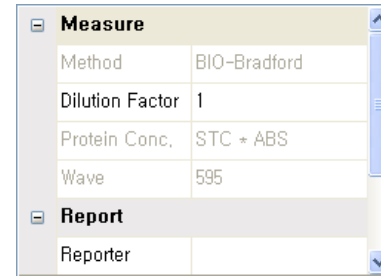 Measure
Method BIO-Bradford
Dilution Factor 1
Protein Conc, STC * ABS
Wave 595
Report
Reporter